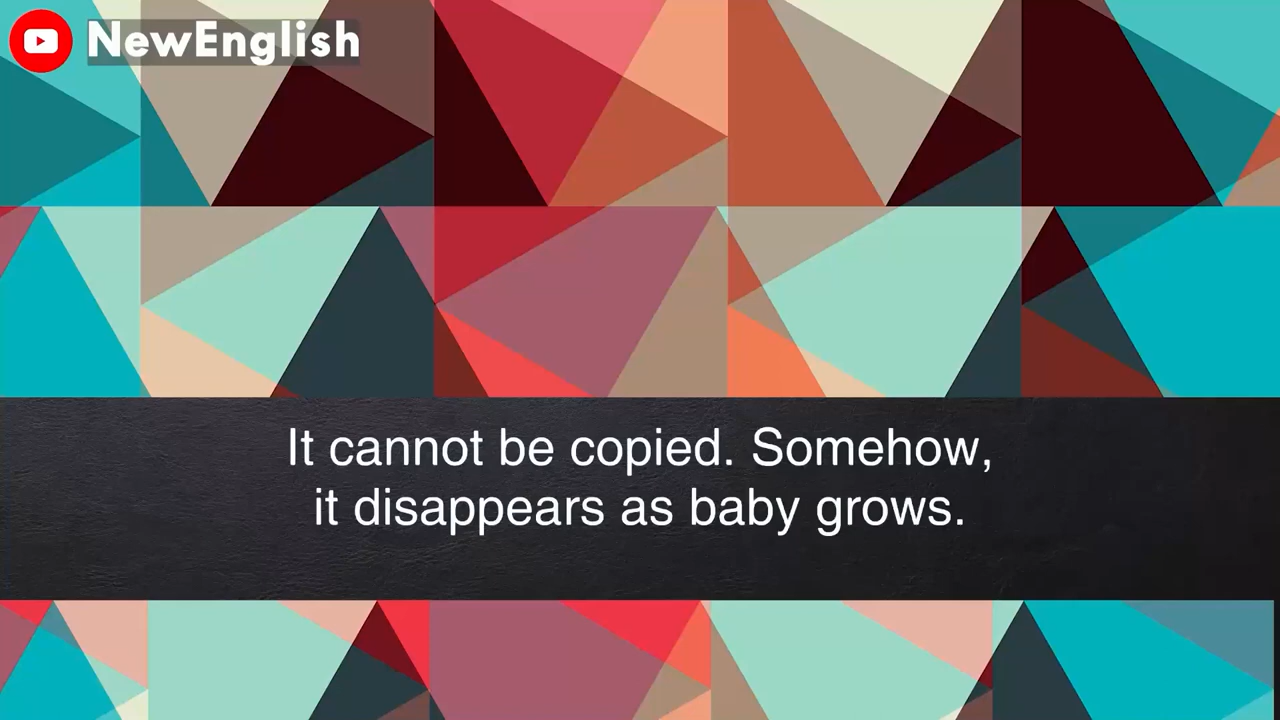 NewEnglish
It cannot be copied. Somehow,
it disappears as baby grows.